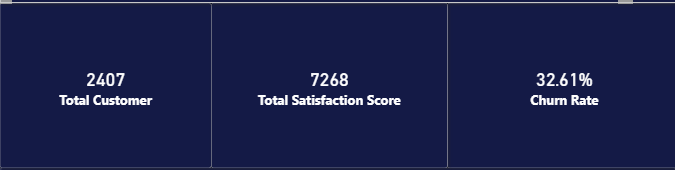 2407
Total Customer
7268
Total Satisfaction Score
32.61%
Churn Rate